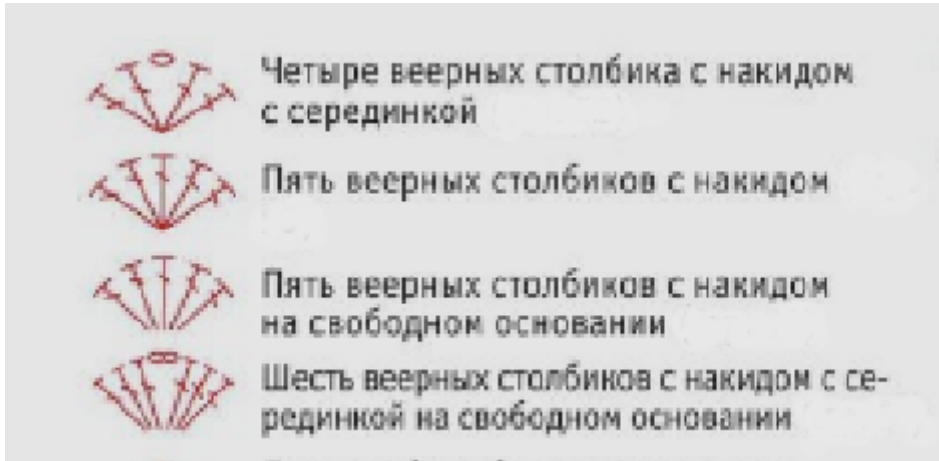 Четыре веерных столбика с накидом
с серединкой
Пять веерных столбиков с накидом
Пять веерных столбиков с накидом
на свободном основании
Шесть веерных столбиков с накидом с се-
рединкой на свободном основании